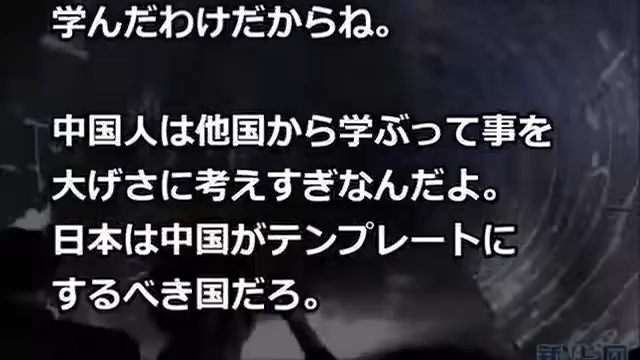 学んだわけだからね。
中国人は他国から学ぶって事を
大げさに考えすぎなんだよ。
日本は中国がテンプレートに
するべき国だろ。